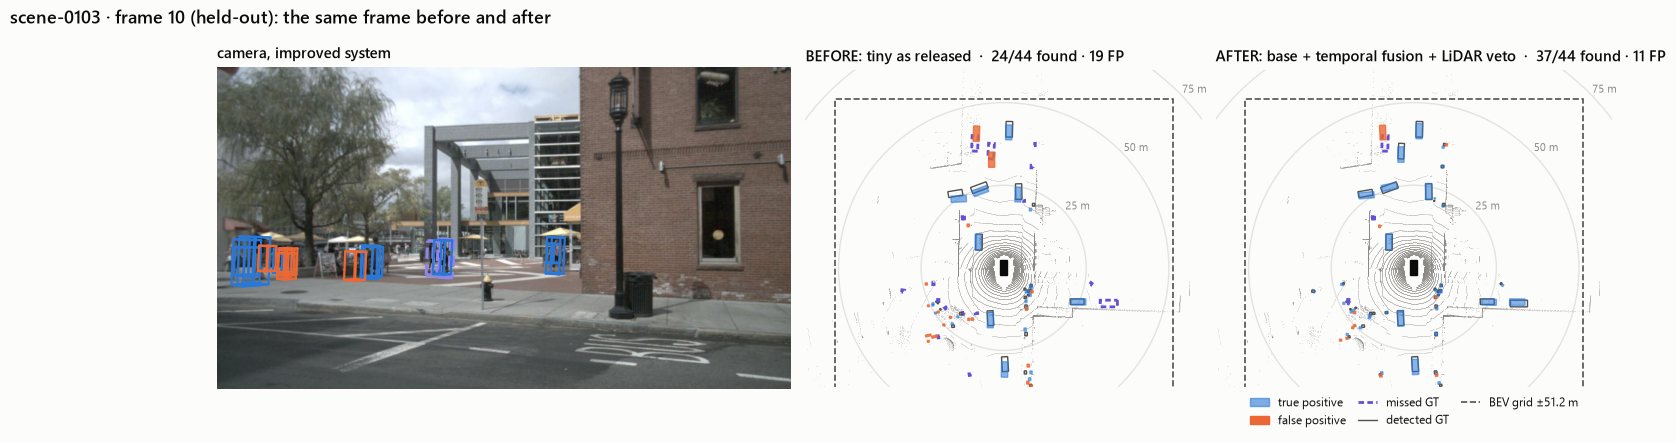 scene-0103 · frame 10 (held-out): the same frame before and after
camera, improved system
BEFORE: tiny as released · 24/44 found · 19 FP
AFTER: base + temporal fusion + LiDAR veto · 37/44 found · 11 FP
75 m
50 m
25 m
75 m
50 m
25 m
true positive
missed GT
BEV grid ±51.2 m
false positive
detected GT